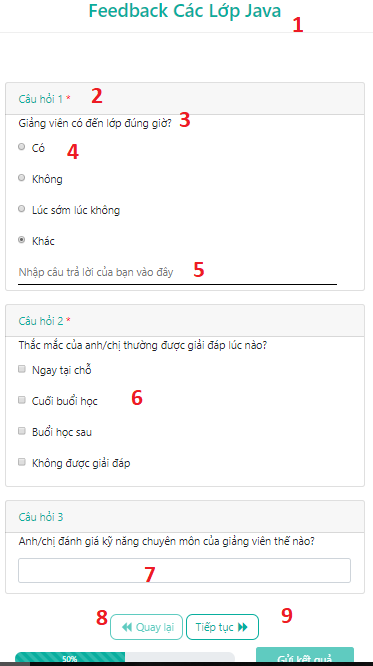 Feedback Các Lớp Java
1
Câu hỏi 1 *
2
Giảng viên có đến lớp đúng giờ?
3
Có
4
Không
Lúc sớm lúc không
Khác
Nhập câu trả lời của bạn vào đây
5
Câu hỏi 2 *
Thắc mắc của anh/chị thường được giải đáp lúc nào?
Ngay tại chỗ
Cuối buổi học
6
Buổi học sau
Không được giải đáp
Câu hỏi 3
Anh/chị đánh giá kỹ năng chuyên môn của giảng viên thế nào?
7
8
Quay lại
Tiếp tục
9
50%
Gửi kết quả